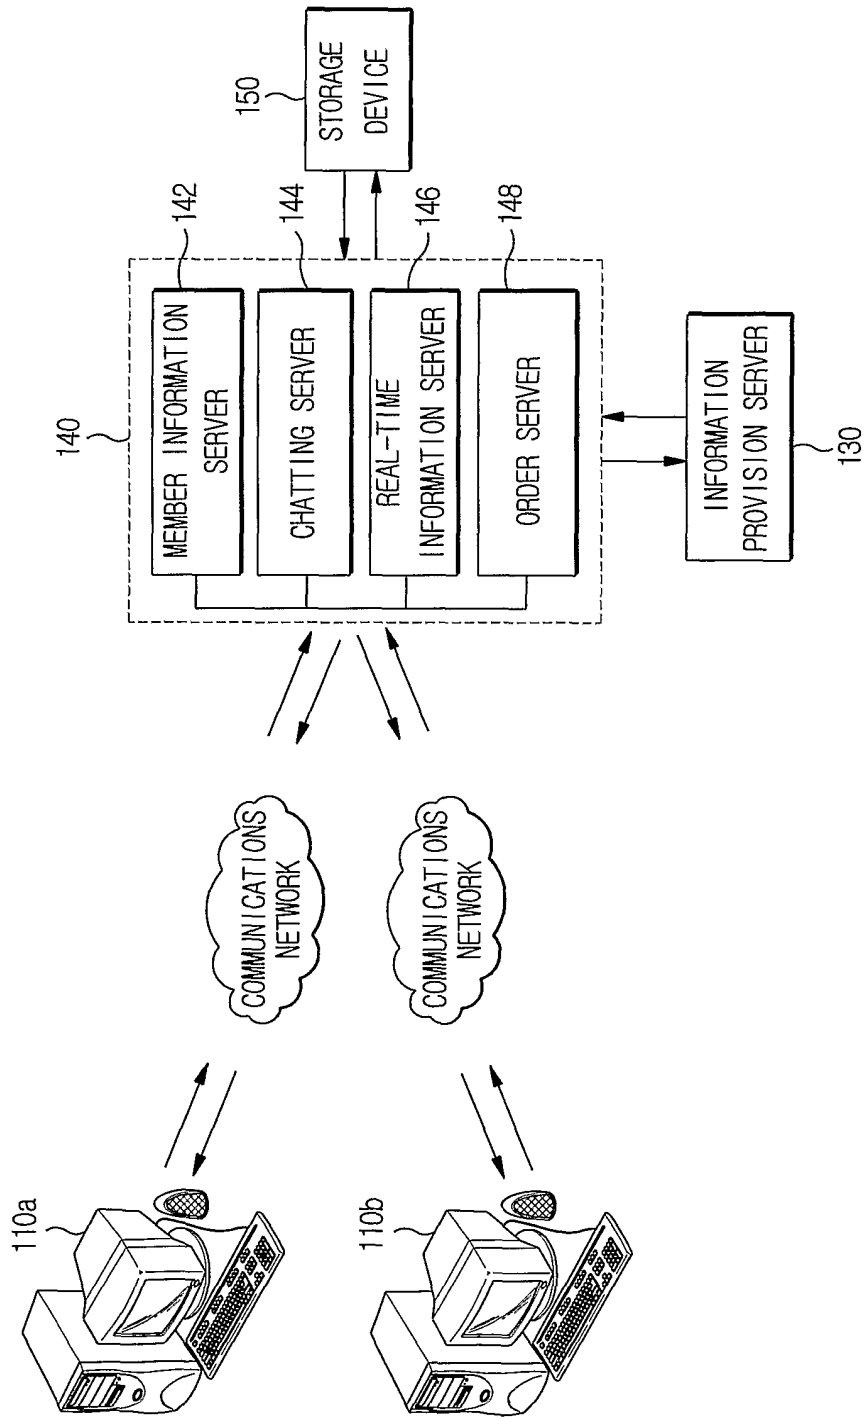 110a
110b
COMMUNICATIONS
NETWORK
COMMUNICATIONS
NETWORK
140
MEMBER INFORMATION
SERVER
142
CHATTING SERVER
144
REAL-TIME
INFORMATION SERVER
146
ORDER SERVER
148
STORAGE
DEVICE
150
INFORMATION
PROVISION SERVER
130